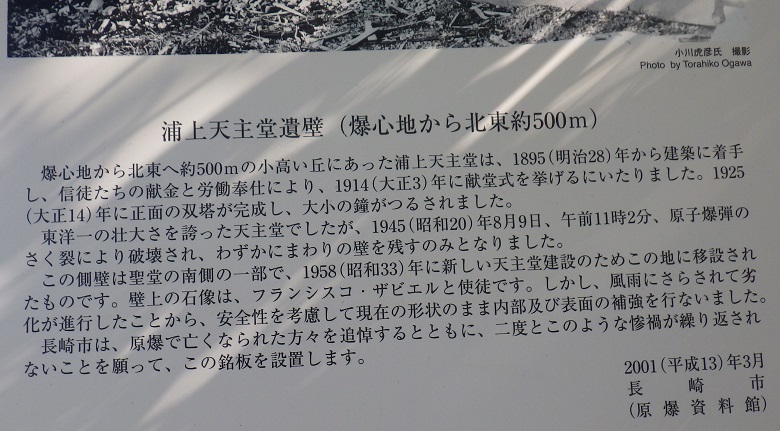 小川虎彦氏　撮影
Photo by Torahiko Ogawa
浦上天主堂遺壁（爆心地から北東約500m）
爆心地から北東へ約500mの小高い丘にあった浦上天主堂は、1895(明治28)年から建築に着手
し、信徒たちの献金と労働奉仕により、1914(大正3)年に献堂式を挙げるにいたりました。1925
(大正14)年に正面の双塔が完成し、大小の鐘がつるされました。
東洋一の壮大さを誇った天主堂でしたが、1945(昭和20)年8月9日、午前11時2分、原子爆弾の
さく裂により破壊され、わずかにまわりの壁を残すのみとなりました。
この側壁は聖堂の南側の一部で、1958(昭和33)年に新しい天主堂建設のためこの地に移設され
たものです。壁上の石像は、フランシスコ・ザビエルと使徒です。しかし、風雨にさらされて劣
化が進行したことから、安全性を考慮して現在の形状のまま内部及び表面の補強を行ないました。
長崎市は、原爆で亡くなられた方々を追悼するとともに、二度とこのような惨禍が繰り返され
ないことを願って、この銘板を設置します。
2001(平成13)年3月
長崎市
(原爆資料館)